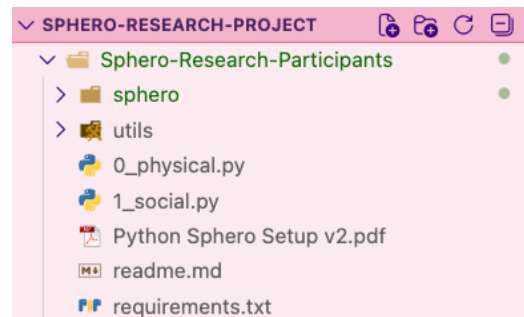 SPHERO-RESEARCH-PROJECT
Sphero-Research-Participants
sphero
utils
0_physical.py
1_social.py
Python Sphero Setup v2.pdf
readme.md
requirements.txt